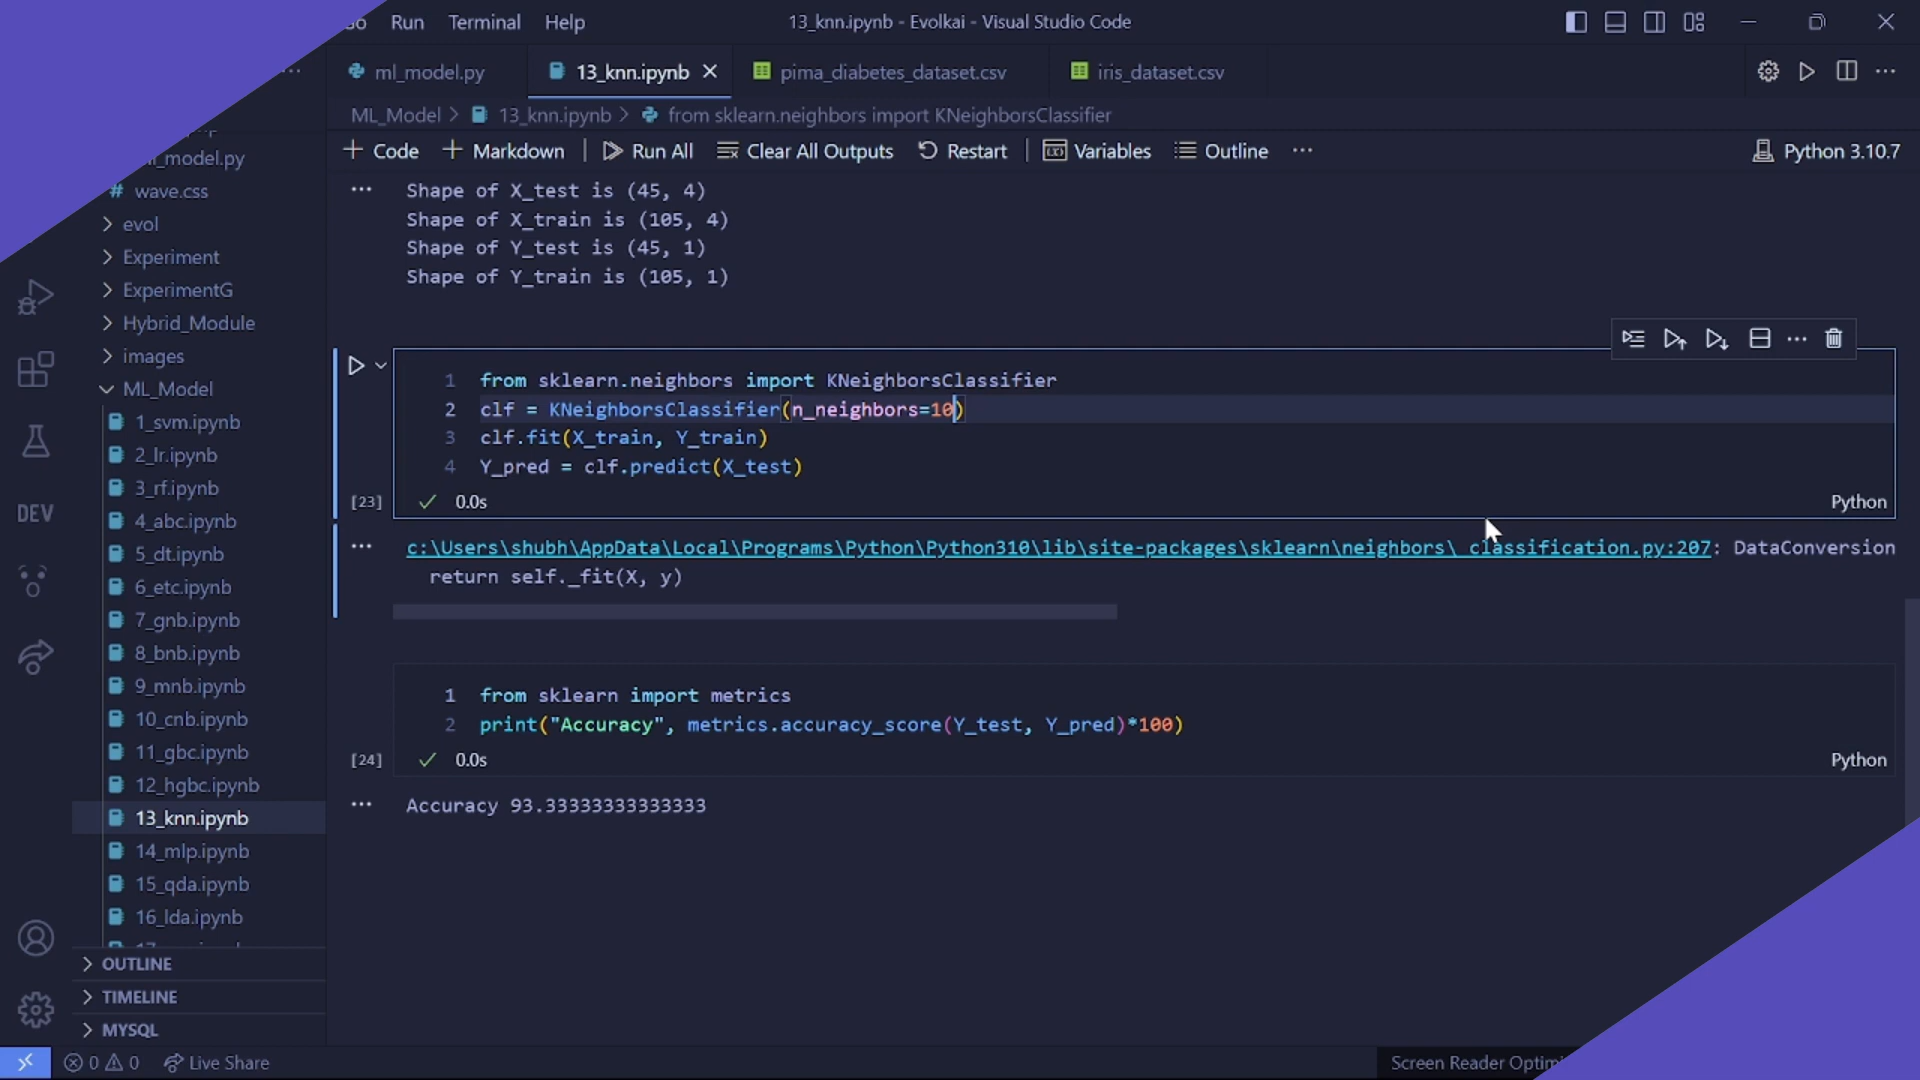 Run Terminal Help 13_knn.ipynb - Evolkai - Visual Studio Code
ml_model.py 13_knn.ipynb pima_diabetes_dataset.csv iris_dataset.csv
ML_Model > 13_knn.ipynb > from sklearn.neighbors import KNeighborsClassifier
+ Code + Markdown Run All Clear All Outputs Restart Variables Outline ... Python 3.10.7
_model.py
# wave.css
evol
Experiment
ExperimentG
Hybrid_Module
images
ML_Model
1_svm.ipynb
2_lr.ipynb
3_rf.ipynb
4_abc.ipynb
5_dt.ipynb
6_etc.ipynb
7_gnb.ipynb
8_bnb.ipynb
9_mnb.ipynb
10_cnb.ipynb
11_gbc.ipynb
12_hgbc.ipynb
13_knn.ipynb
14_mlp.ipynb
15_qda.ipynb
16_lda.ipynb
OUTLINE
TIMELINE
MYSQL
DEV
Shape of X_test is (45, 4)
Shape of X_train is (105, 4)
Shape of Y_test is (45, 1)
Shape of Y_train is (105, 1)
1 from sklearn.neighbors import KNeighborsClassifier
2 clf = KNeighborsClassifier(n_neighbors=10)
3 clf.fit(X_train, Y_train)
4 Y_pred = clf.predict(X_test)
[23] ✓ 0.0s Python
c:\Users\shubh\AppData\Local\Programs\Python\Python310\lib\site-packages\sklearn\neighbors\_classification.py:207: DataConversion
return self._fit(X, y)
1 from sklearn import metrics
2 print("Accuracy", metrics.accuracy_score(Y_test, Y_pred)*100)
[24] ✓ 0.0s Python
Accuracy 93.33333333333333
0 0 Live Share Screen Reader Optimi